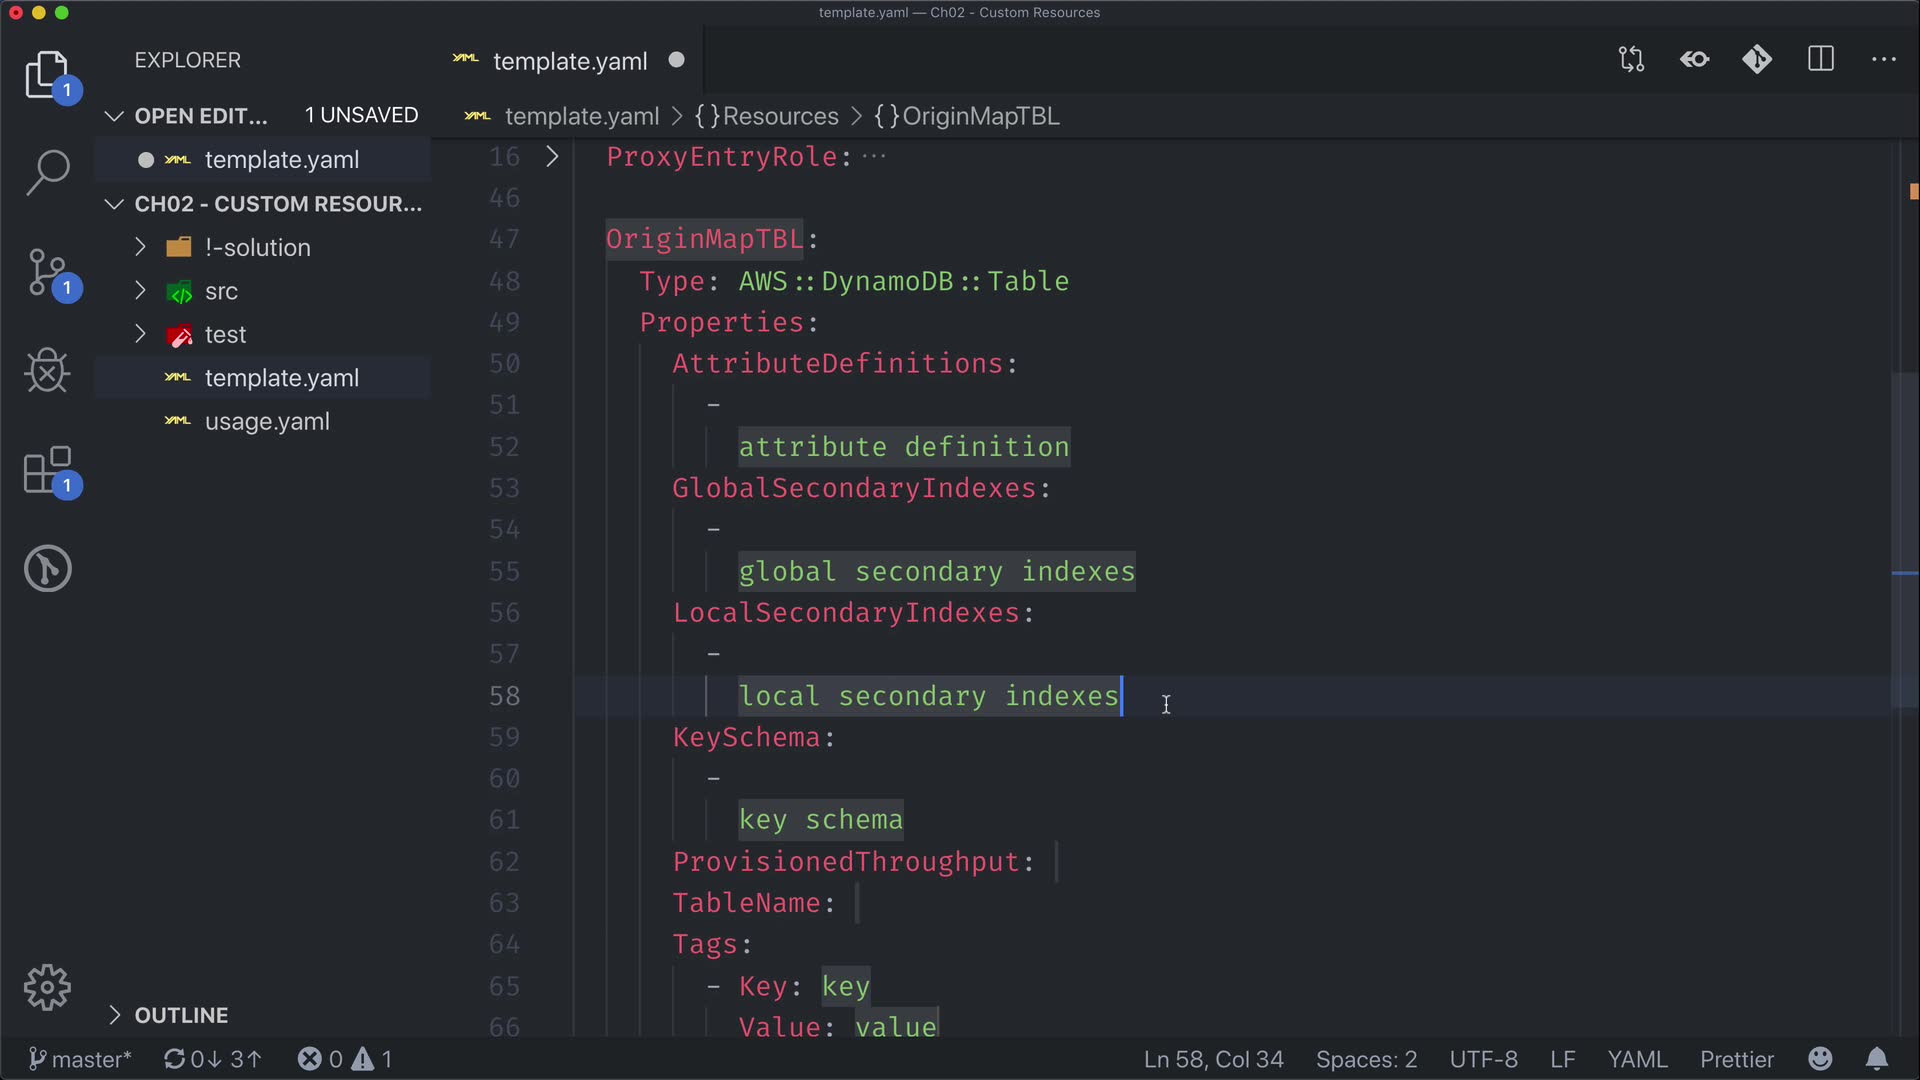 template.yaml — Ch02 - Custom Resources
EXPLORER
OPEN EDIT... 1 UNSAVED
template.yaml
CH02 - CUSTOM RESOUR...
!-solution
src
test
template.yaml
usage.yaml
OUTLINE
1
1
1
YAML template.yaml
YAML template.yaml > {} Resources > {} OriginMapTBL
16 ProxyEntryRole: ...
46
47 OriginMapTBL:
48 Type: AWS::DynamoDB::Table
49 Properties:
50 AttributeDefinitions:
51 -
52 attribute definition
53 GlobalSecondaryIndexes:
54 -
55 global secondary indexes
56 LocalSecondaryIndexes:
57 -
58 local secondary indexes
59 KeySchema:
60 -
61 key schema
62 ProvisionedThroughput:
63 TableName:
64 Tags:
65 - Key: key
66 Value: value
master* 0↓ 3↑ 0 1 Ln 58, Col 34 Spaces: 2 UTF-8 LF YAML Prettier